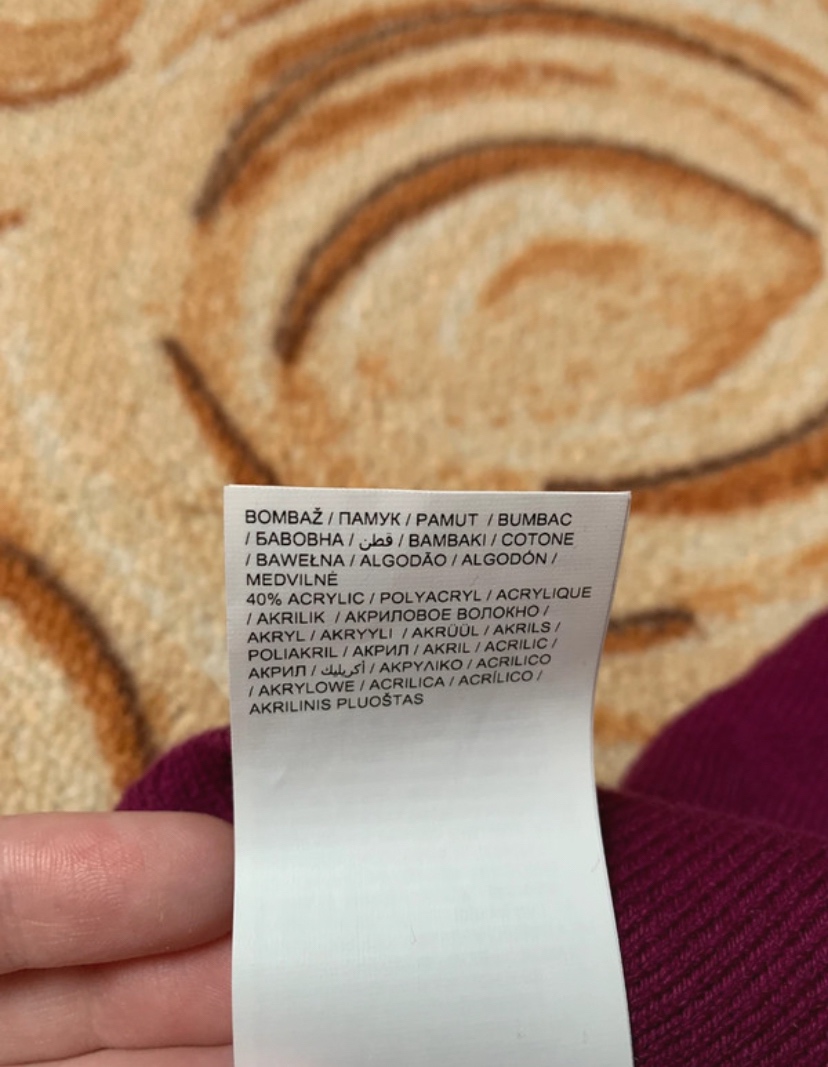 BOMBAŽ / ПАМУК / PAMUT / BUMBAC
/ БАВОВНА / قطن / BAMBAKI / COTONE
/ BAWEŁNA / ALGODÃO / ALGODÓN /
MEDVILNĖ
40% ACRYLIC / POLYACRYL / ACRYLIQUE
/ AKRILIK / АКРИЛОВОЕ ВОЛОКНО /
AKRYL / AKRYYLI / AKRÜÜL / AKRILS /
POLIAKRIL / АКРИЛ / AKRIL / ACRILIC /
АКРИЛ / أكريليك / ΑΚΡΥΛΙΚΟ / ACRILICO
/ AKRYLOWE / ACRILICA / ACRÍLICO /
AKRILINIS PLUOŠTAS